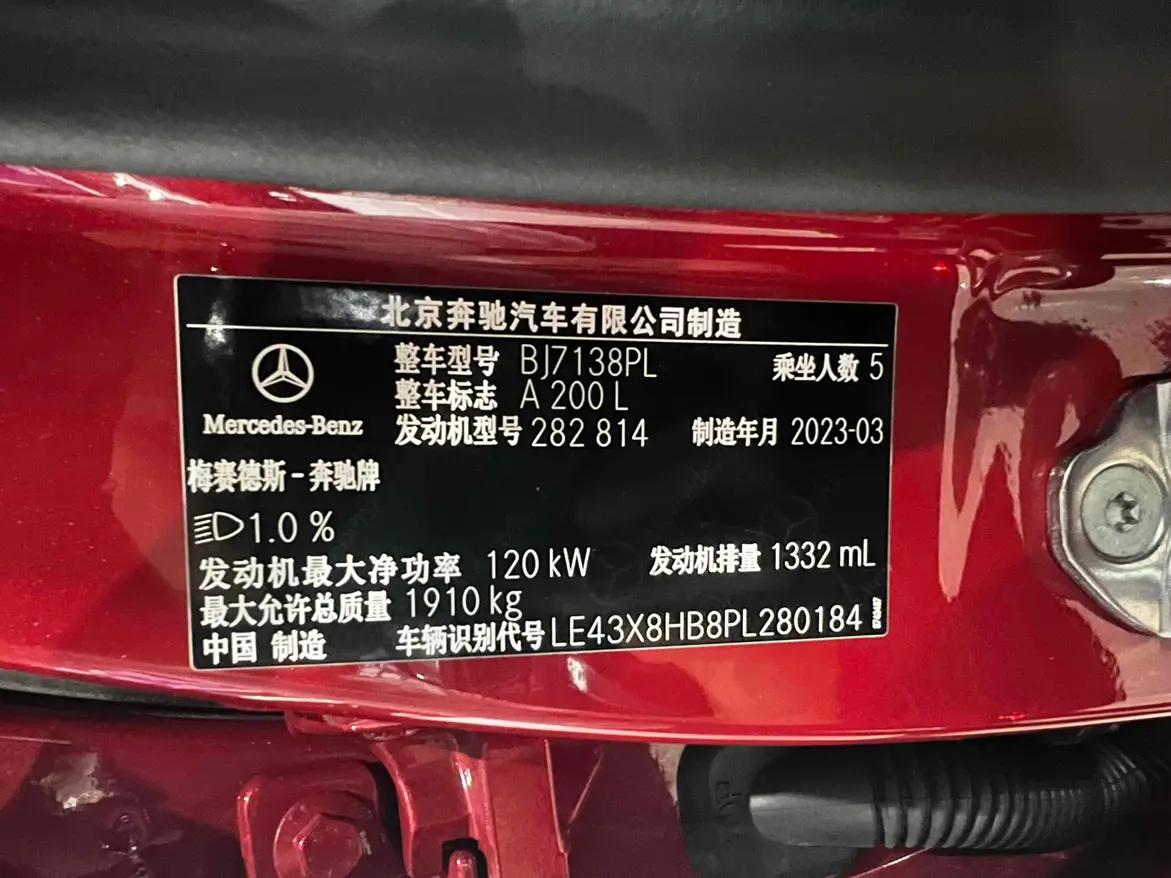 北京奔驰汽车有限公司制造
整车型号 BJ7138PL 乘坐人数 5
整车标志 A 200 L
Mercedes-Benz 发动机型号 282 814 制造年月 2023-03
梅赛德斯-奔驰牌
1.0 %
发动机最大净功率 120 kW 发动机排量 1332 mL
最大允许总质量 1910 kg
中国 制造 车辆识别代号 LE43X8HB8PL280184